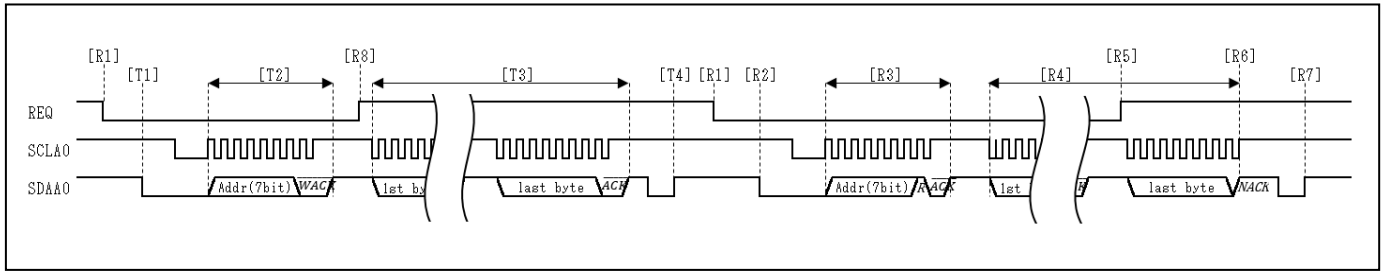 [R1] [R8] [R1] [R5] [R6]
[T1] [T2] [T3] [T4] [R2] [R3] [R4] [R7]
REQ
SCLA0
SDAA0 Addr(7bit) WACK 1st by last byte ACK Addr(7bit) R ACK 1st K last byte NACK